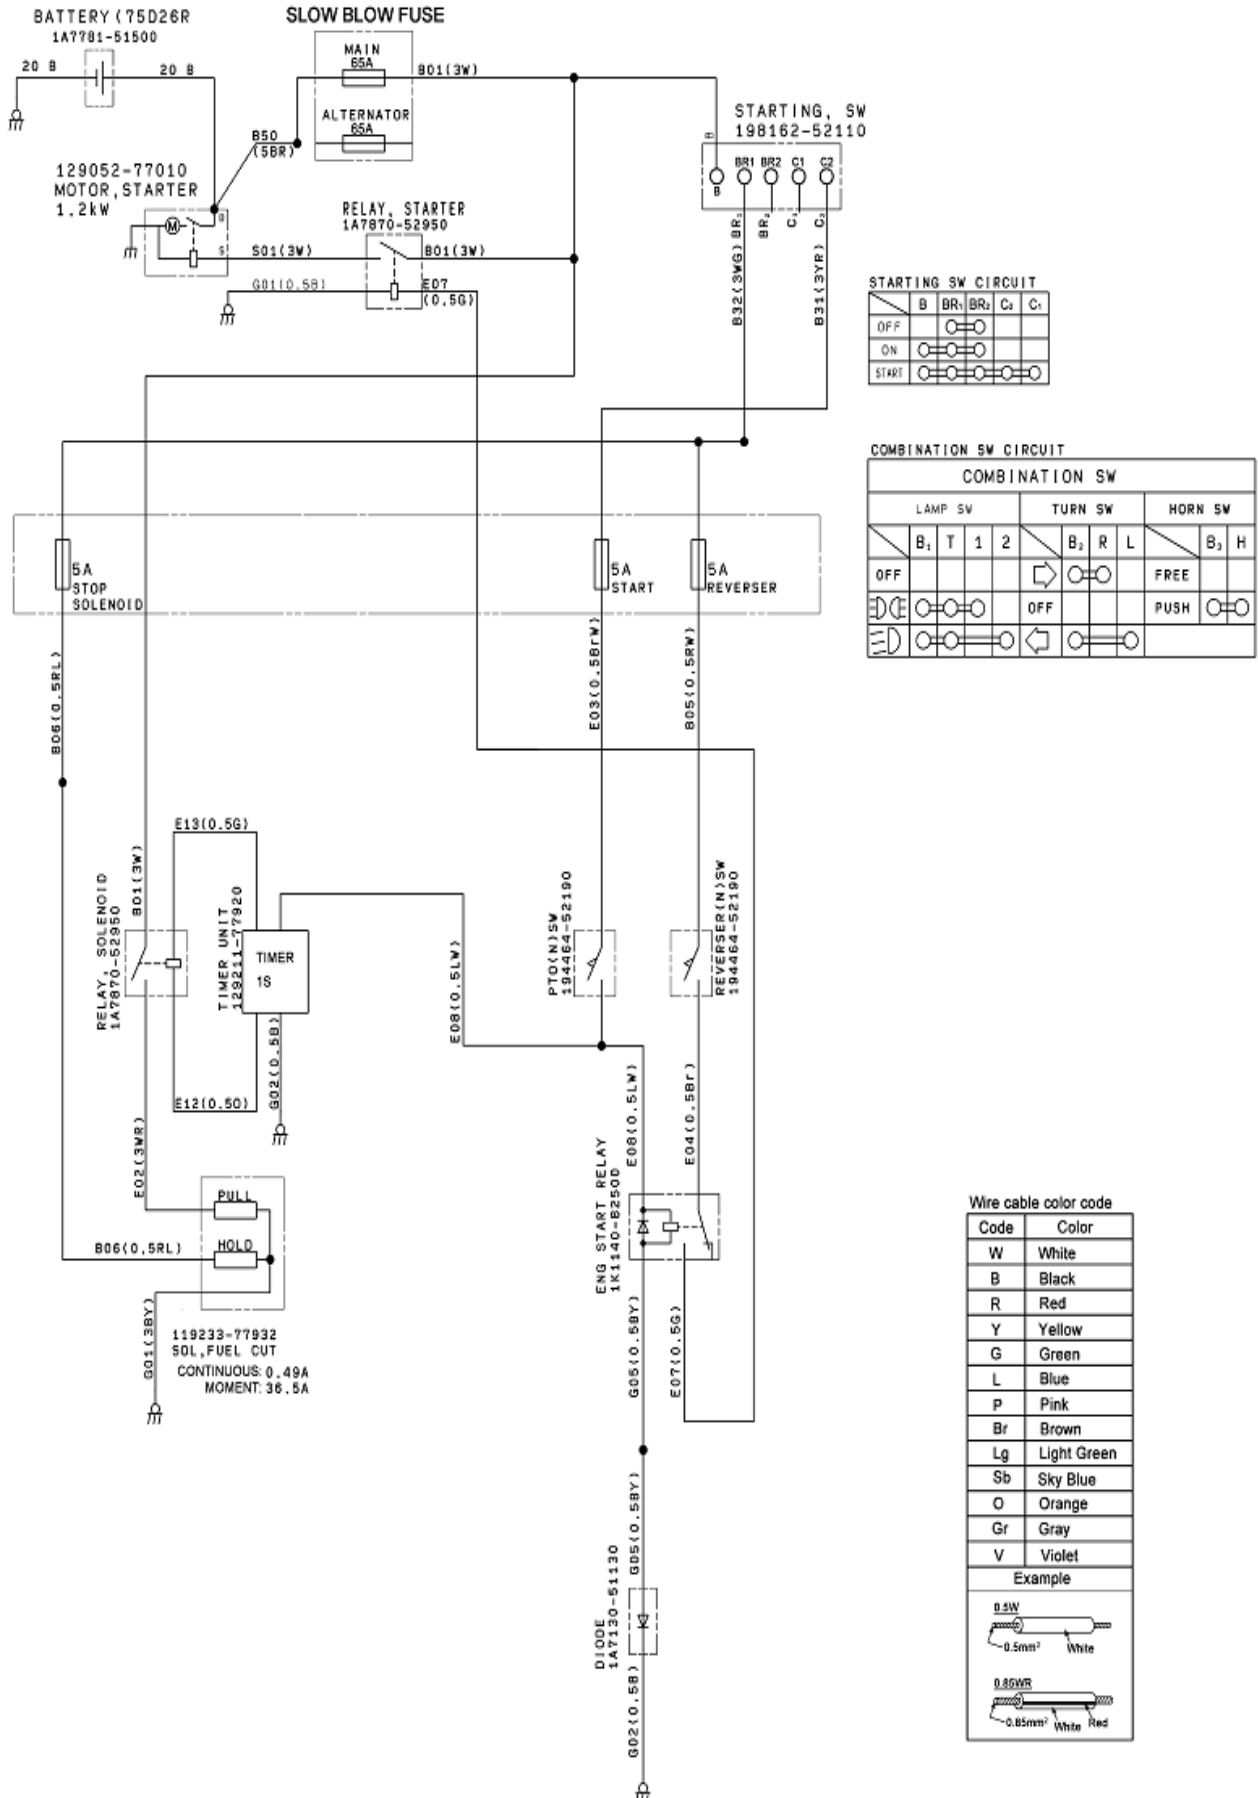 BATTERY (75D26R
1A7781-51500
20 B
20 B
SLOW BLOW FUSE
MAIN
65A
B01(3W)
ALTERNATOR
65A
B50
(5BR)
129052-77010
MOTOR, STARTER
1,2kW
M
B
S
S01(3W)
RELAY, STARTER
1A7870-52950
B01(3W)
G01(0.5B)
E07
(0.5G)
STARTING, SW
198162-52110
B
BR1 BR2 C1 C2
B
BR₁
BR₂
C₁
C₂
B32(3WG)
B31(3YR)
STARTING SW CIRCUIT
B BR₁ BR₂ C₂ C₁
OFF
ON
START
COMBINATION SW CIRCUIT
COMBINATION SW
LAMP SW TURN SW HORN SW
B₁ T 1 2 B₂ R L B₃ H
OFF FREE
OFF PUSH
5A
STOP
SOLENOID
5A
START
5A
REVERSER
B06(0.5RL)
E03(0.5BrW)
B05(0.5RW)
E13(0.5G)
B01(3W)
RELAY, SOLENOID
1A7870-52950
TIMER UNIT
129211-77920
TIMER
1S
E08(0.5LW)
PTO(N)SW
194464-52190
REVERSER(N)SW
194464-52190
E12(0.5O)
G02(0.5B)
E02(3WR)
E08(0.5LW)
E04(0.5Br)
ENG START RELAY
1K1140-B2500
PULL
HOLD
B06(0,5RL)
G01(3BY)
119233-77932
SOL,FUEL CUT
CONTINUOUS: 0.49A
MOMENT: 36.5A
G05(0.5BY)
E07(0.5G)
G05(0.5BY)
DIODE
1A7130-51130
G02(0.5B)
Wire cable color code
Code Color
W White
B Black
R Red
Y Yellow
G Green
L Blue
P Pink
Br Brown
Lg Light Green
Sb Sky Blue
O Orange
Gr Gray
V Violet
Example
0.5W
0.5mm² White
0.85WR
0.85mm² White Red